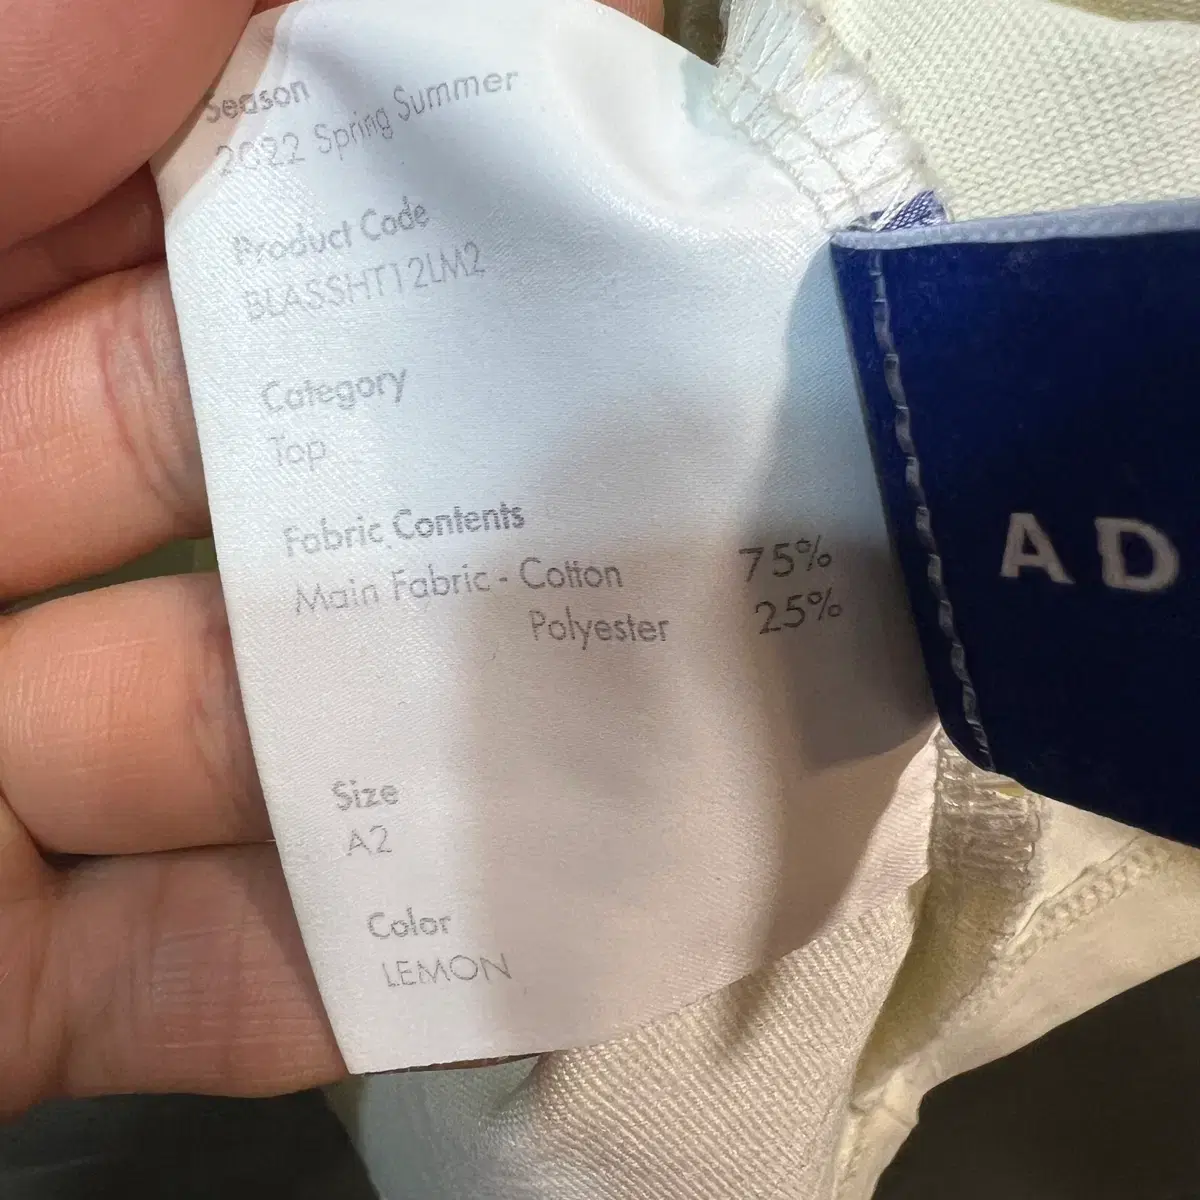 Season
2022 Spring Summer
Product Code
BLASSHT12LM2
Category
Top
Fabric Contents
Main Fabric - Cotton 75%
Polyester 25%
Size
A2
Color
LEMON
AD